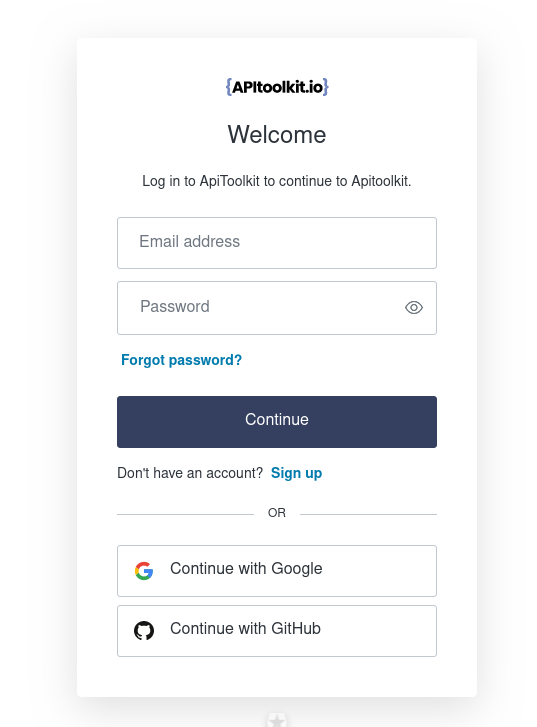 {APItoolkit.io}
Welcome
Log in to ApiToolkit to continue to Apitoolkit.
Email address
Password
Forgot password?
Continue
Don't have an account? Sign up
OR
Continue with Google
Continue with GitHub